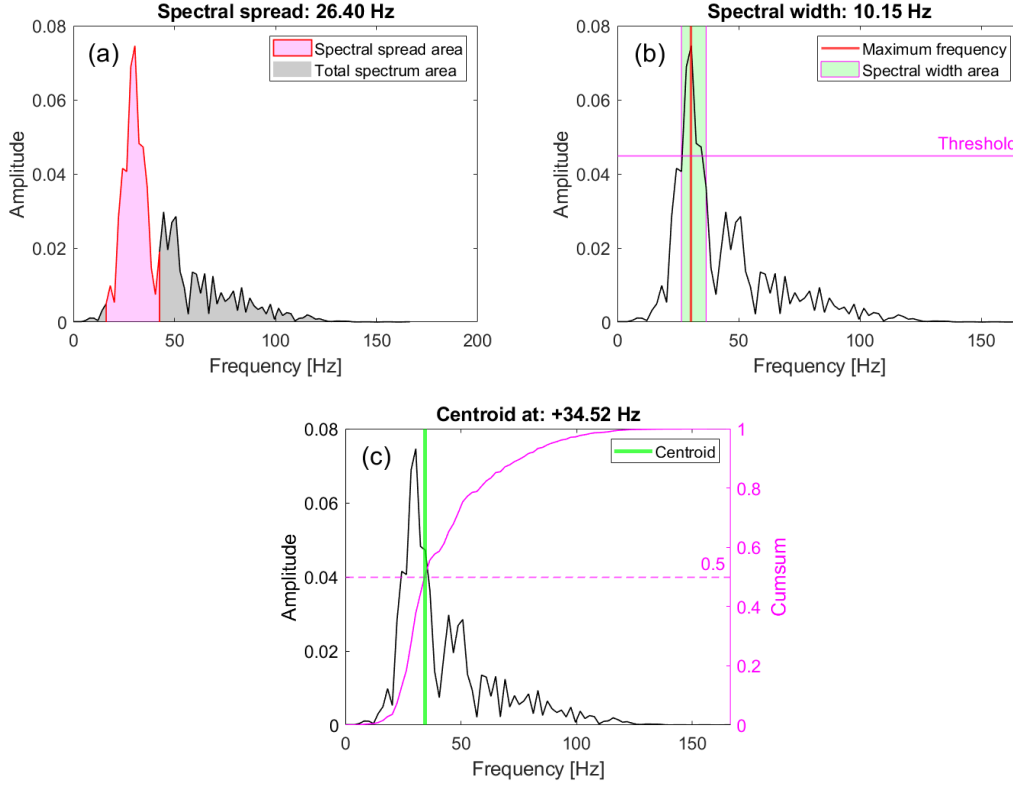 Spectral spread: 26.40 Hz
(a)
Spectral spread area
Total spectrum area
0.08
0.06
0.04
0.02
0
Amplitude
0 50 100 150 200
Frequency [Hz]
Spectral width: 10.15 Hz
(b)
Maximum frequency
Spectral width area
Threshold
0.08
0.06
0.04
0.02
0
Amplitude
0 50 100 150
Frequency [Hz]
Centroid at: +34.52 Hz
(c)
Centroid
0.5
0.08
0.06
0.04
0.02
0
Amplitude
1
0.8
0.6
0.4
0.2
0
Cumsum
0 50 100 150
Frequency [Hz]